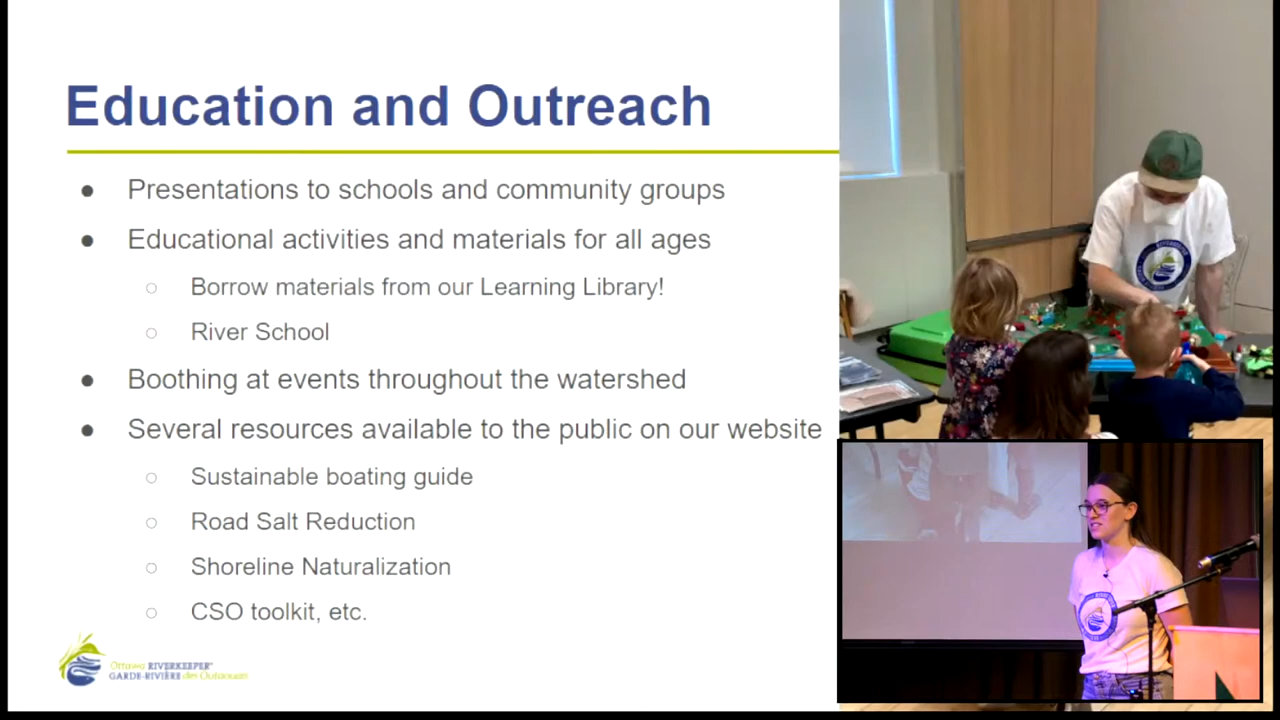 Education and Outreach
● Presentations to schools and community groups
● Educational activities and materials for all ages
○ Borrow materials from our Learning Library!
○ River School
● Boothing at events throughout the watershed
● Several resources available to the public on our website
○ Sustainable boating guide
○ Road Salt Reduction
○ Shoreline Naturalization
○ CSO toolkit, etc.
Ottawa RIVERKEEPER®
GARDE-RIVIÈRE des Outaouais
RIVERKEEPER